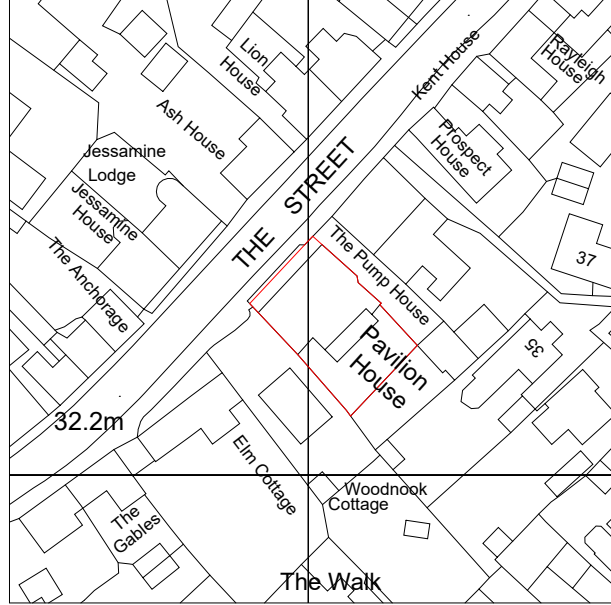 Lion
House
Kent House
Rayleigh
House
Ash House
Prospect
House
Jessamine
Lodge
THE STREET
Jessamine
House
The Anchorage
The Pump House
37
Pavilion
House
35
32.2m
Elm Cottage
Woodnook
Cottage
The
Gables
The Walk